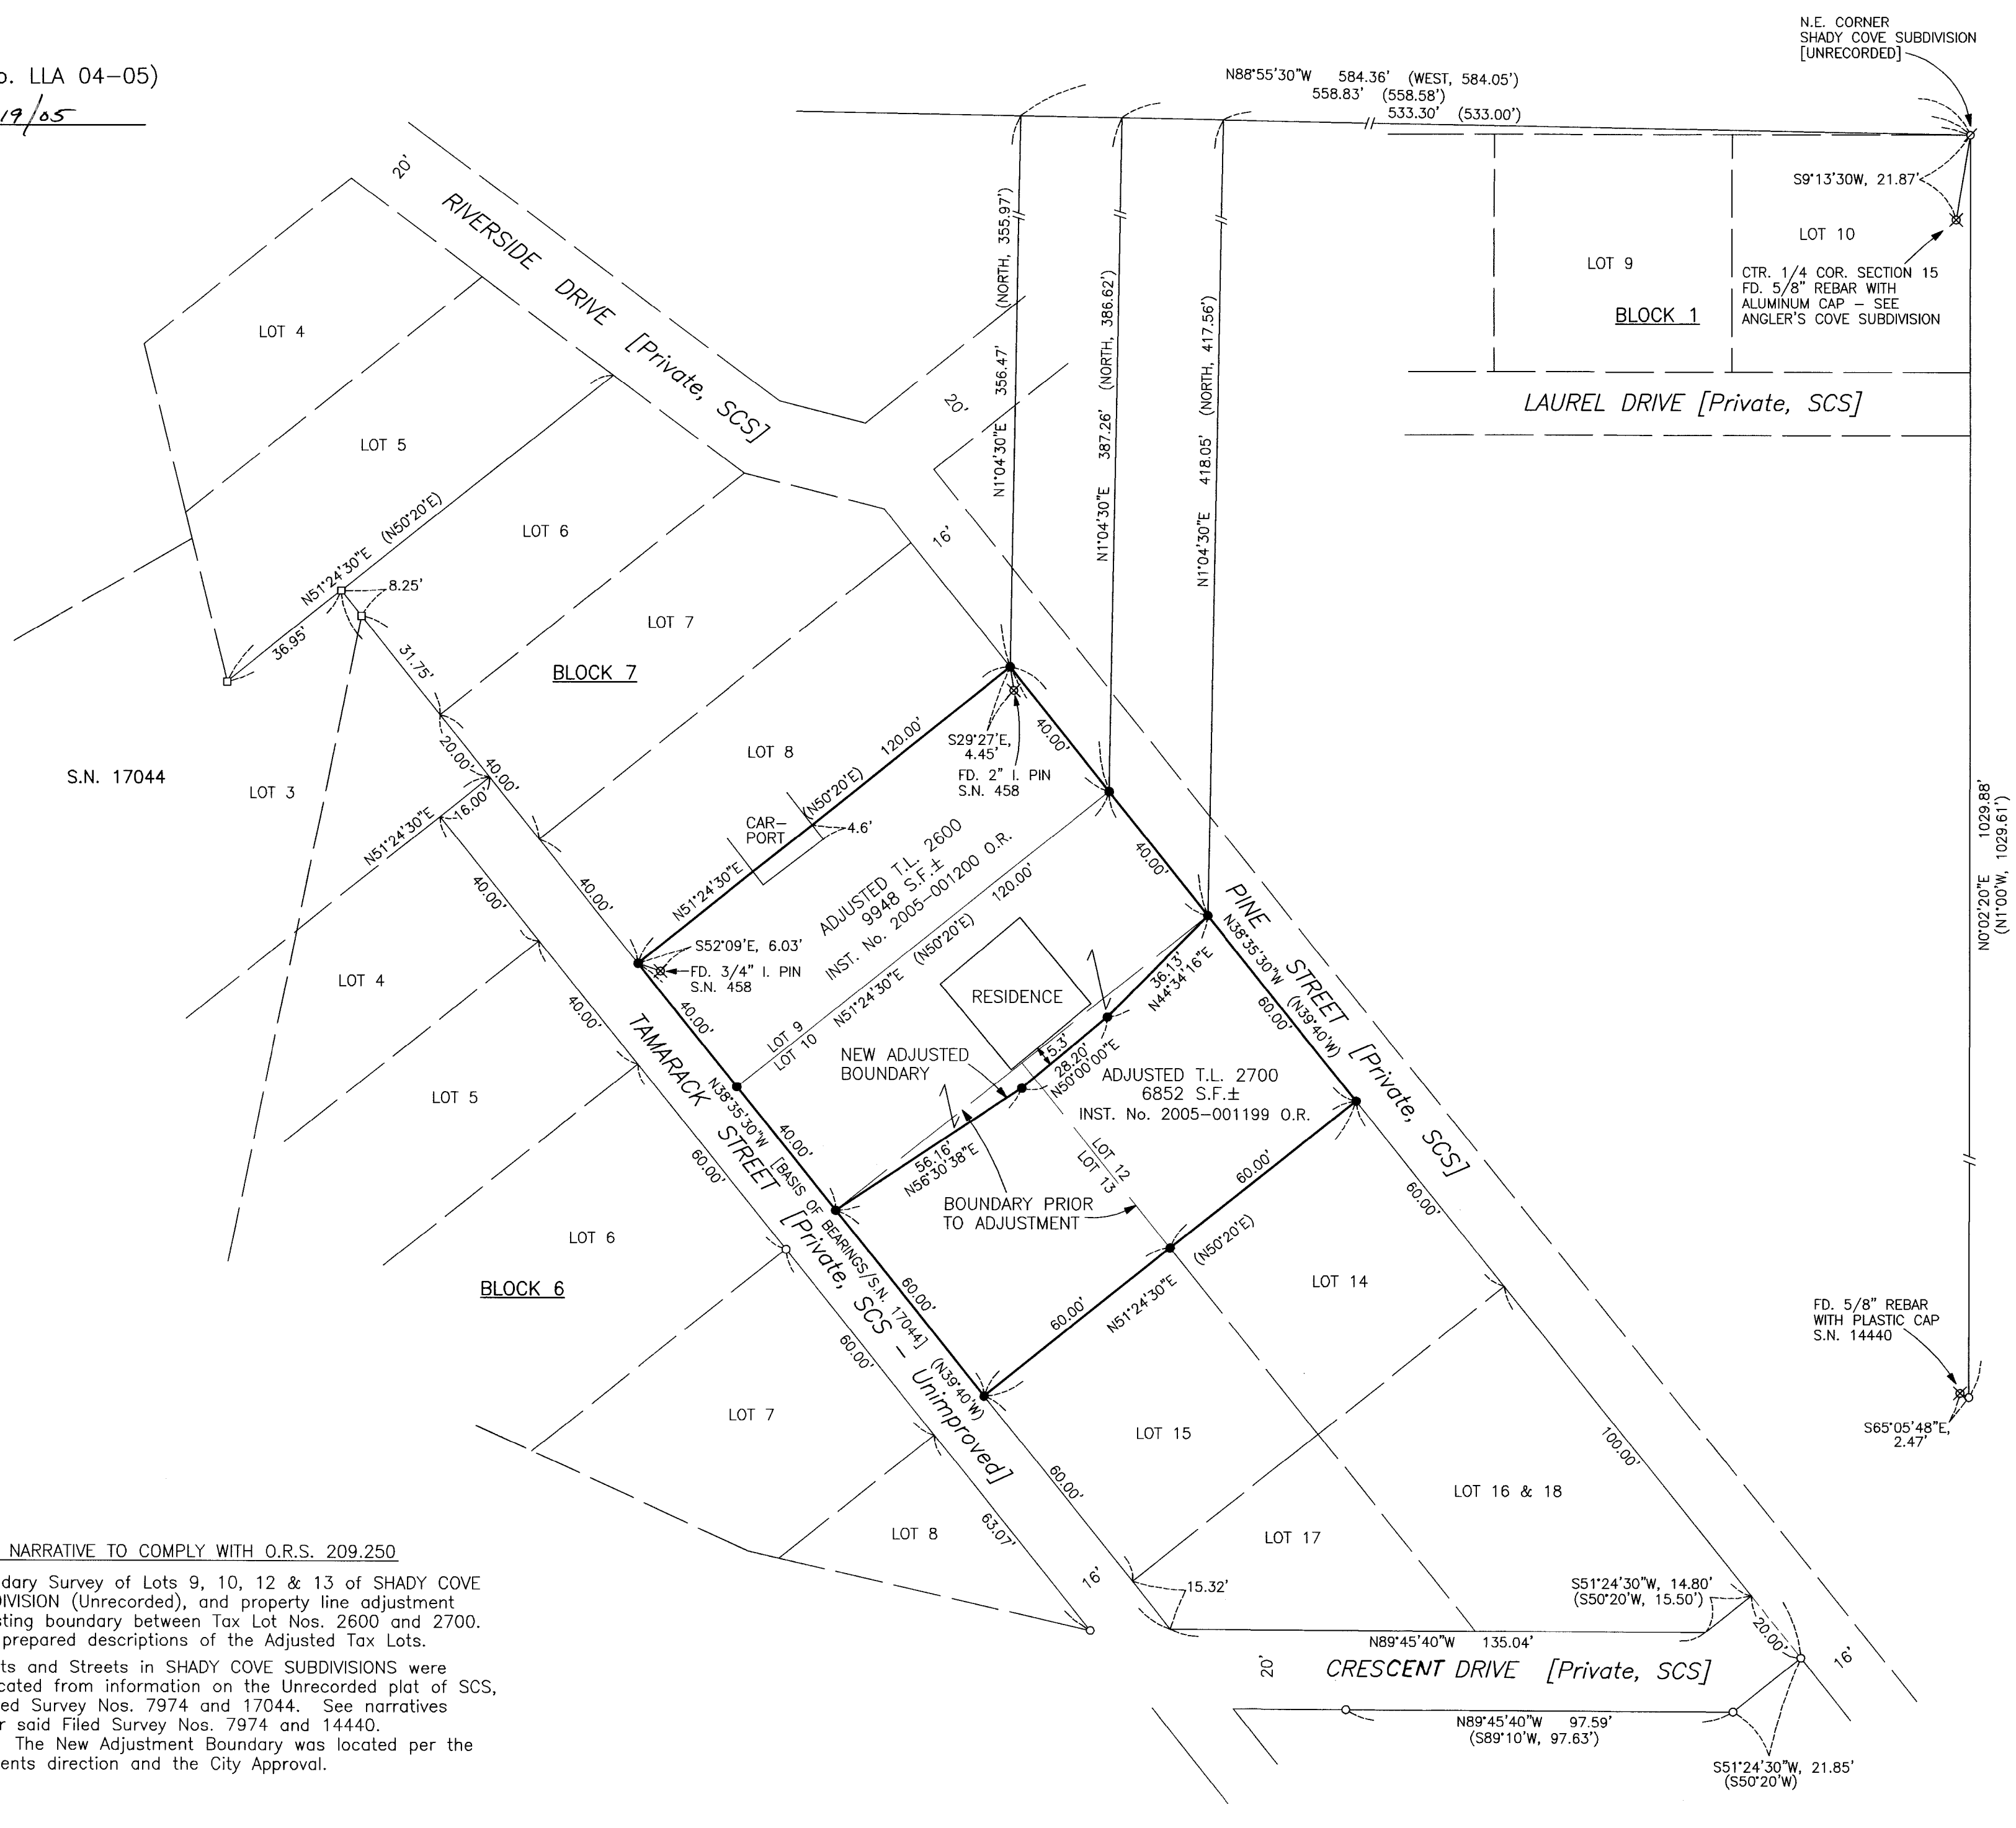 o. LLA 04-05)
19/05
N.E. CORNER
SHADY COVE SUBDIVISION
[UNRECORDED]
N88°55'30"W 584.36' (WEST, 584.05')
558.83' (558.58')
533.30' (533.00')
S9°13'30W, 21.87'
LOT 10
LOT 9
CTR. 1/4 COR. SECTION 15
FD. 5/8" REBAR WITH
ALUMINUM CAP – SEE
ANGLER'S COVE SUBDIVISION
BLOCK 1
LAUREL DRIVE [Private, SCS]
20'
RIVERSIDE DRIVE [Private, SCS]
20'
16'
N1°04'30"E 356.47' (NORTH, 355.97')
N1°04'30"E 387.26' (NORTH, 386.62')
N1°04'30"E 418.05' (NORTH, 417.56')
LOT 4
LOT 5
N51°24'30"E (N50°20'E)
LOT 6
8.25'
36.95'
31.75'
LOT 7
BLOCK 7
S.N. 17044
LOT 3
20.00'
40.00'
16.00'
N51°24'30"E
LOT 8
120.00'
(N50°20'E)
N51°24'30"E
CAR–
PORT
4.6'
S29°27'E,
4.45'
FD. 2" I. PIN
S.N. 458
40.00'
40.00'
ADJUSTED T.L. 2600
9948 S.F.±
INST. No. 2005-001200 O.R.
N51°24'30"E (N50°20'E) 120.00'
40.00'
S52°09'E, 6.03'
FD. 3/4" I. PIN
S.N. 458
40.00'
LOT 9
LOT 10
RESIDENCE
5.3'
36.13'
N44°34'16"E
28.20'
N50°00'00"E
56.16'
N56°30'38"E
NEW ADJUSTED
BOUNDARY
BOUNDARY PRIOR
TO ADJUSTMENT
ADJUSTED T.L. 2700
6852 S.F.±
INST. No. 2005-001199 O.R.
LOT 12
LOT 13
PINE STREET [Private, SCS]
N38°35'30"W (N39°40'W)
60.00'
60.00'
60.00'
N51°24'30"E (N50°20'E)
60.00'
TAMARACK STREET [Private, SCS – Unimproved]
N38°35'30"W [BASIS OF BEARINGS/S.N. 17044] (N39°40'W)
40.00'
60.00'
40.00'
LOT 4
40.00'
LOT 5
60.00'
LOT 6
BLOCK 6
60.00'
LOT 7
LOT 8
63.07'
16'
LOT 14
LOT 15
60.00'
100.00'
LOT 16 & 18
LOT 17
15.32'
S51°24'30"W, 14.80'
(S50°20'W, 15.50')
20.00'
16'
N89°45'40"W 135.04'
20'
CRESCENT DRIVE [Private, SCS]
N89°45'40"W 97.59'
(S89°10'W, 97.63')
S51°24'30"W, 21.85'
(S50°20'W)
N0°02'20"E 1029.88'
(N1°00'W, 1029.61')
FD. 5/8" REBAR
WITH PLASTIC CAP
S.N. 14440
S65°05'48"E,
2.47'
NARRATIVE TO COMPLY WITH O.R.S. 209.250
dary Survey of Lots 9, 10, 12 & 13 of SHADY COVE
DIVISION (Unrecorded), and property line adjustment
sting boundary between Tax Lot Nos. 2600 and 2700.
prepared descriptions of the Adjusted Tax Lots.
ts and Streets in SHADY COVE SUBDIVISIONS were
cated from information on the Unrecorded plat of SCS,
ed Survey Nos. 7974 and 17044. See narratives
r said Filed Survey Nos. 7974 and 14440.
The New Adjustment Boundary was located per the
ents direction and the City Approval.